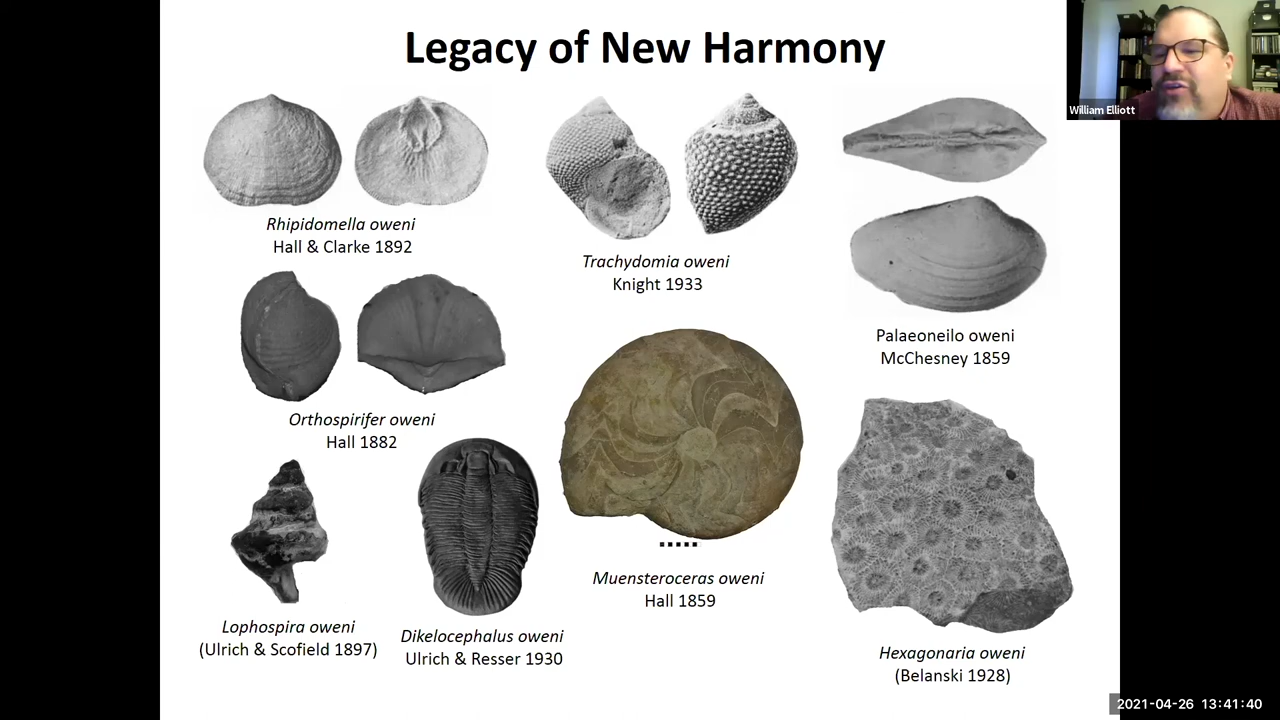 Legacy of New Harmony
William Elliott
Rhipidomella oweni
Hall & Clarke 1892
Trachydomia oweni
Knight 1933
Palaeoneilo oweni
McChesney 1859
Orthospirifer oweni
Hall 1882
Muensteroceras oweni
Hall 1859
Lophospira oweni
(Ulrich & Scofield 1897)
Dikelocephalus oweni
Ulrich & Resser 1930
Hexagonaria oweni
(Belanski 1928)
2021-04-26 13:41:40